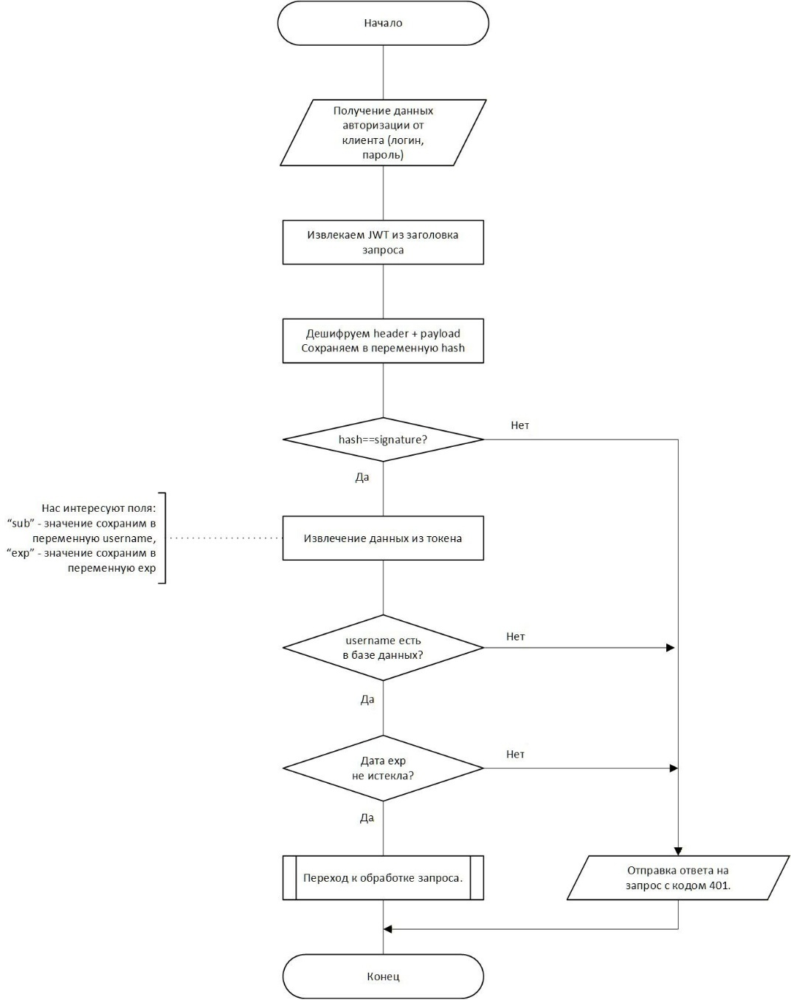 Начало
Получение данных
авторизации от
клиента (логин,
пароль)
Извлекаем JWT из заголовка
запроса
Дешифруем header + payload
Сохраняем в переменную hash
hash==signature?
Нет
Да
Нас интересуют поля:
“sub” - значение сохраним в
переменную username,
“exp” - значение сохраним в
переменную exp
Извлечение данных из токена
username есть
в базе данных?
Нет
Да
Дата exp
не истекла?
Нет
Да
Переход к обработке запроса.
Отправка ответа на
запрос с кодом 401.
Конец